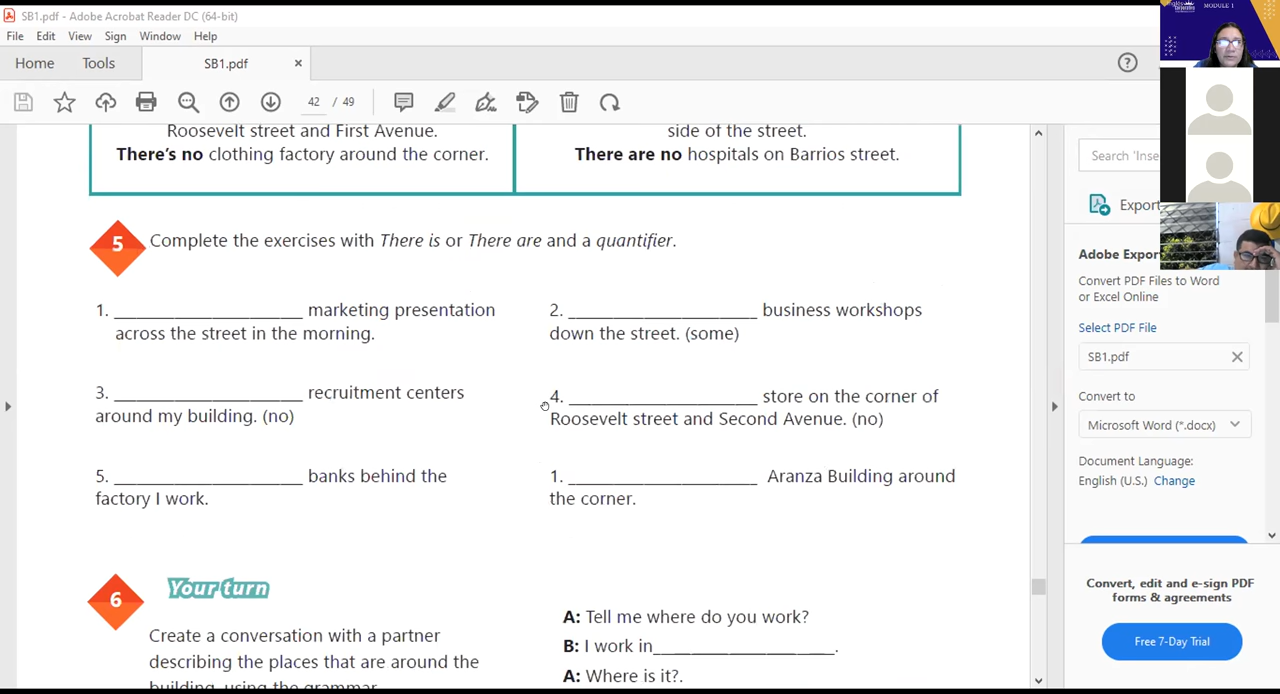 SB1.pdf - Adobe Acrobat Reader DC (64-bit)
File Edit View Sign Window Help
Home Tools SB1.pdf ×
42 / 49
MODULE 1
Roosevelt street and First Avenue.
There's no clothing factory around the corner.
side of the street.
There are no hospitals on Barrios street.
5 Complete the exercises with There is or There are and a quantifier.
1. ____________________ marketing presentation
across the street in the morning.
2. ____________________ business workshops
down the street. (some)
3. ____________________ recruitment centers
around my building. (no)
4. ____________________ store on the corner of
Roosevelt street and Second Avenue. (no)
5. ____________________ banks behind the
factory I work.
1. ____________________ Aranza Building around
the corner.
6 Your turn
Create a conversation with a partner
describing the places that are around the
building, using the grammar
A: Tell me where do you work?
B: I work in____________________.
A: Where is it?.
Search 'Inse
Export
Adobe Expor
Convert PDF Files to Word
or Excel Online
Select PDF File
SB1.pdf
Convert to
Microsoft Word (*.docx)
Document Language:
English (U.S.) Change
Convert, edit and e-sign PDF
forms & agreements
Free 7-Day Trial